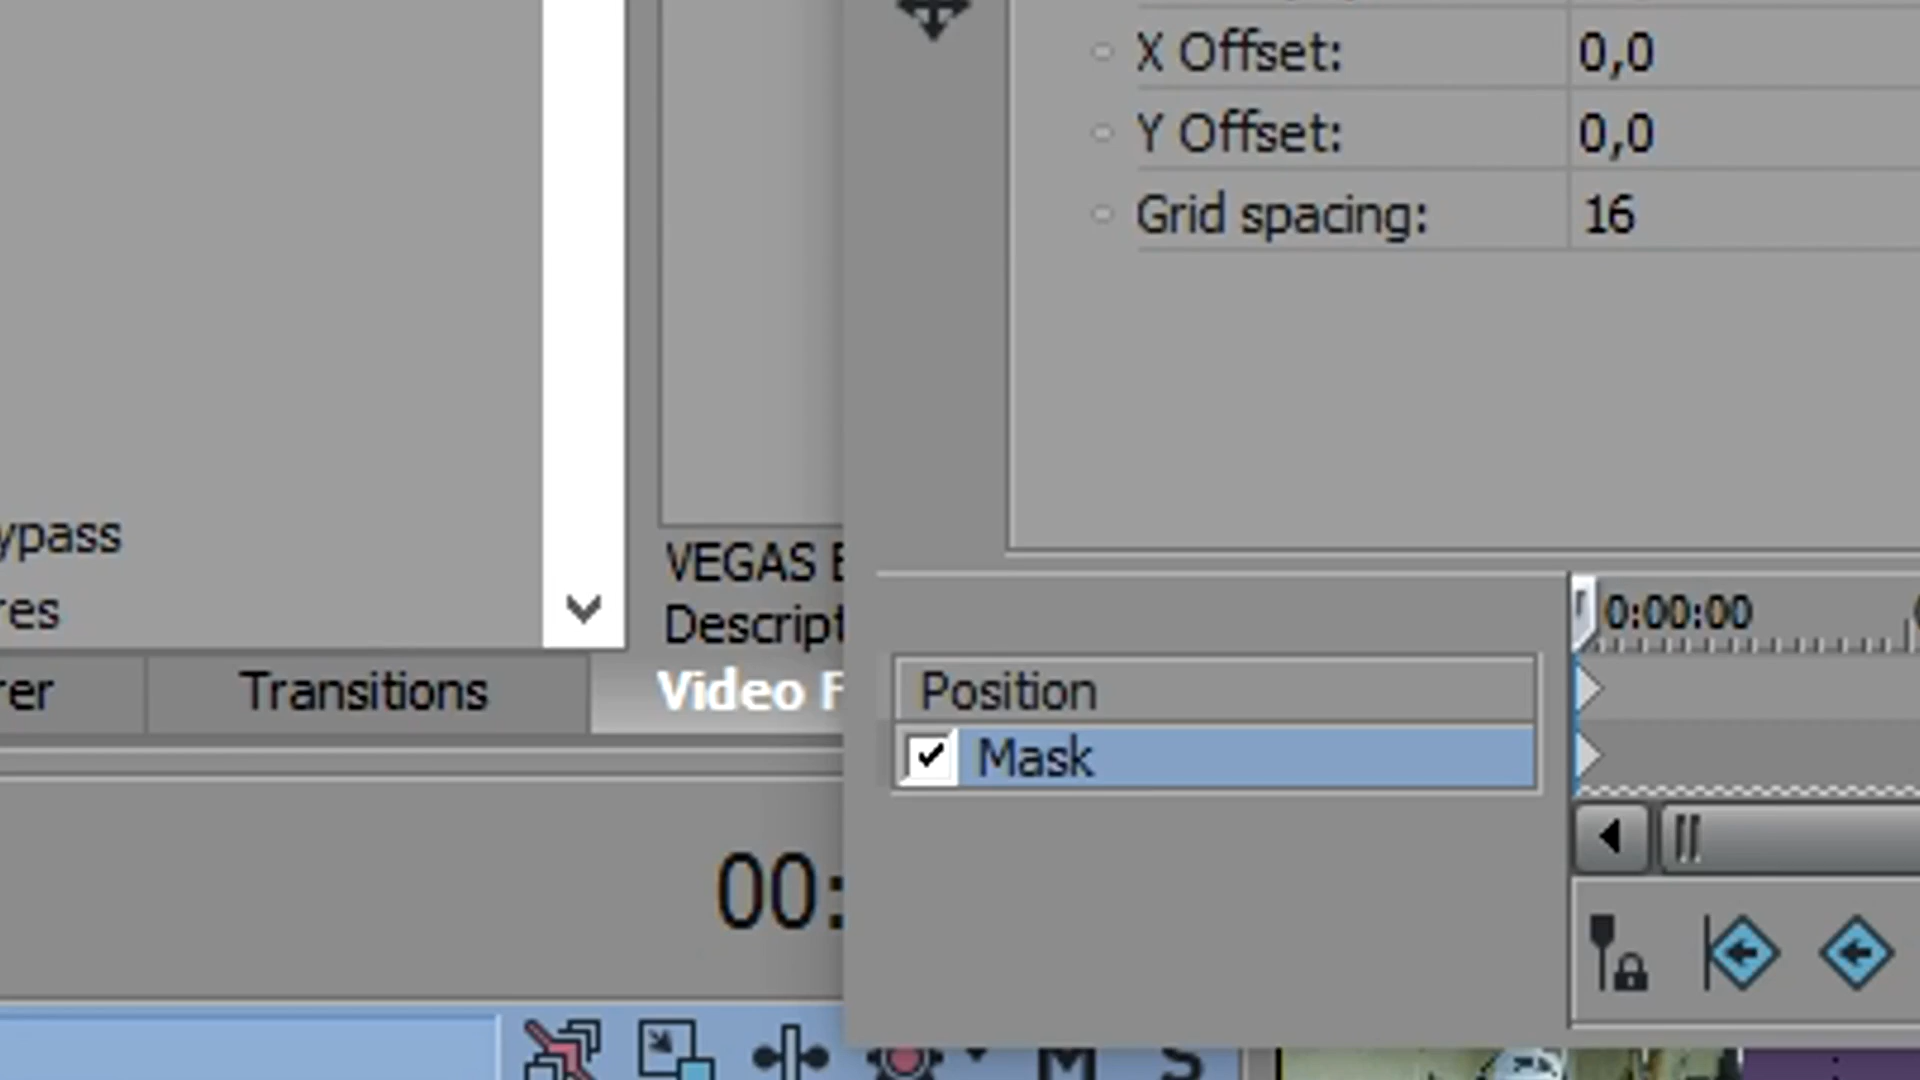 X Offset: 0,0
Y Offset: 0,0
Grid spacing: 16
ypass
res
VEGAS
Descript
0:00:00
rer
Transitions
Video F
Position
Mask
00:
M S